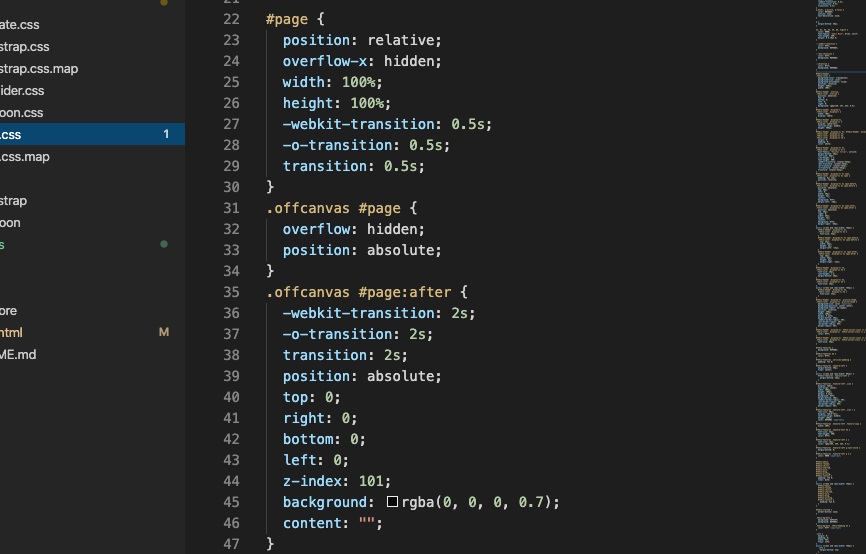 ate.css
strap.css
strap.css.map
ider.css
oon.css
.css 1
.css.map
strap
oon
s
ore
html M
ME.md
21
22 #page {
23 position: relative;
24 overflow-x: hidden;
25 width: 100%;
26 height: 100%;
27 -webkit-transition: 0.5s;
28 -o-transition: 0.5s;
29 transition: 0.5s;
30 }
31 .offcanvas #page {
32 overflow: hidden;
33 position: absolute;
34 }
35 .offcanvas #page:after {
36 -webkit-transition: 2s;
37 -o-transition: 2s;
38 transition: 2s;
39 position: absolute;
40 top: 0;
41 right: 0;
42 bottom: 0;
43 left: 0;
44 z-index: 101;
45 background: rgba(0, 0, 0, 0.7);
46 content: "";
47 }